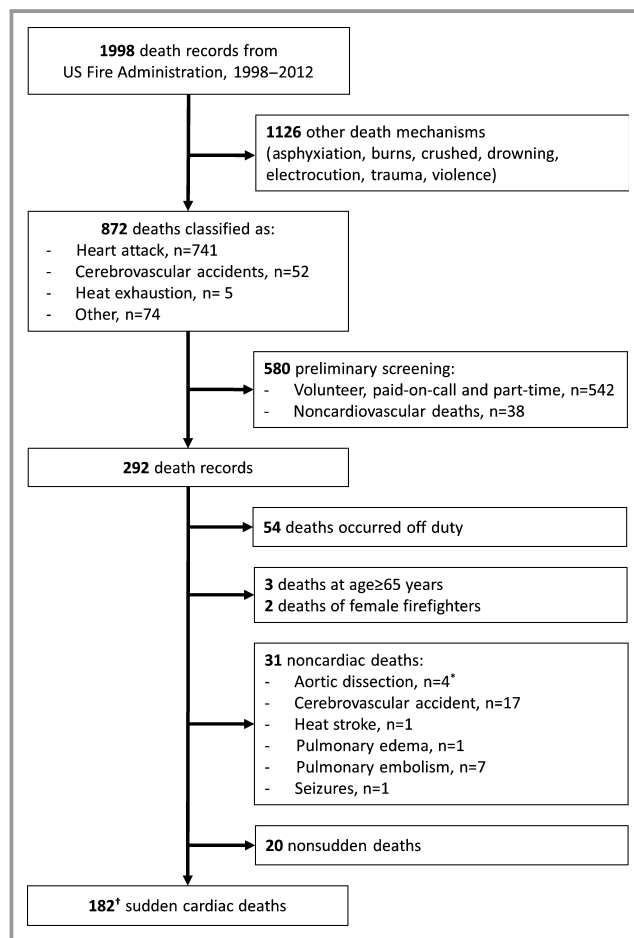 1998 death records from
US Fire Administration, 1998–2012
1126 other death mechanisms
(asphyxiation, burns, crushed, drowning,
electrocution, trauma, violence)
872 deaths classified as:
- Heart attack, n=741
- Cerebrovascular accidents, n=52
- Heat exhaustion, n= 5
- Other, n=74
580 preliminary screening:
- Volunteer, paid-on-call and part-time, n=542
- Noncardiovascular deaths, n=38
292 death records
54 deaths occurred off duty
3 deaths at age≥65 years
2 deaths of female firefighters
31 noncardiac deaths:
- Aortic dissection, n=4*
- Cerebrovascular accident, n=17
- Heat stroke, n=1
- Pulmonary edema, n=1
- Pulmonary embolism, n=7
- Seizures, n=1
20 nonsudden deaths
182† sudden cardiac deaths